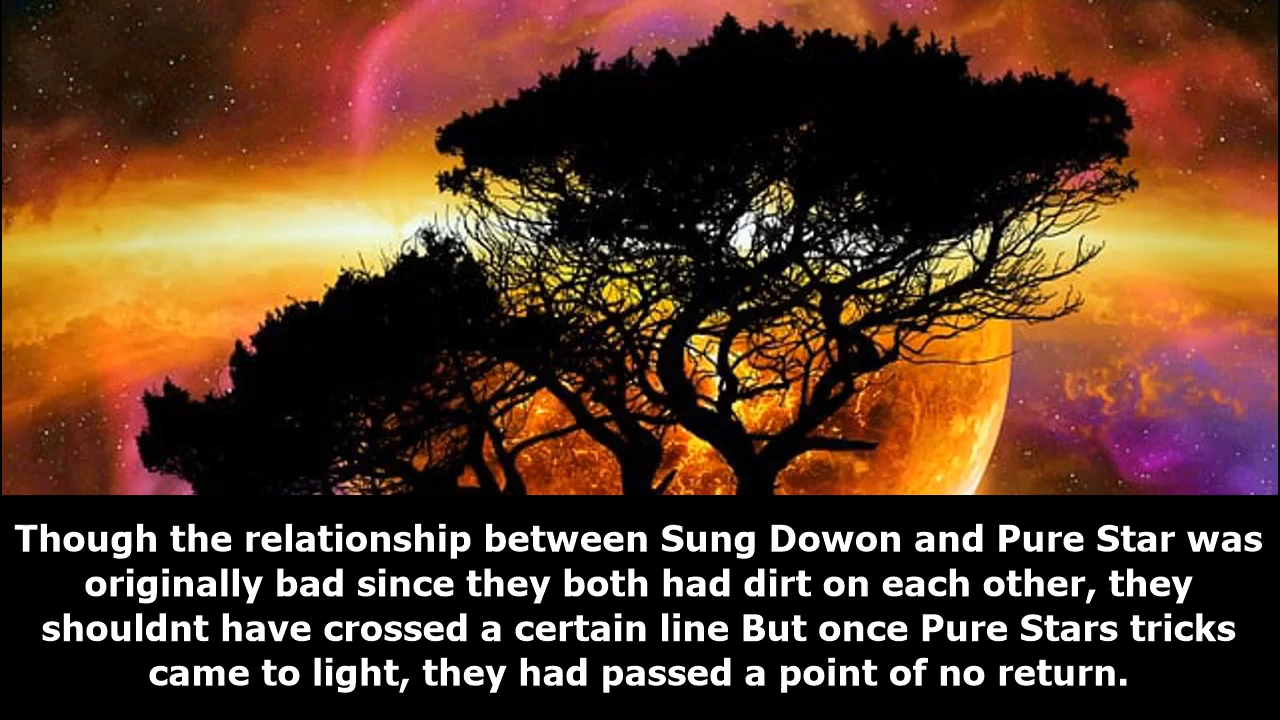 Though the relationship between Sung Dowon and Pure Star was
originally bad since they both had dirt on each other, they
shouldnt have crossed a certain line But once Pure Stars tricks
came to light, they had passed a point of no return.